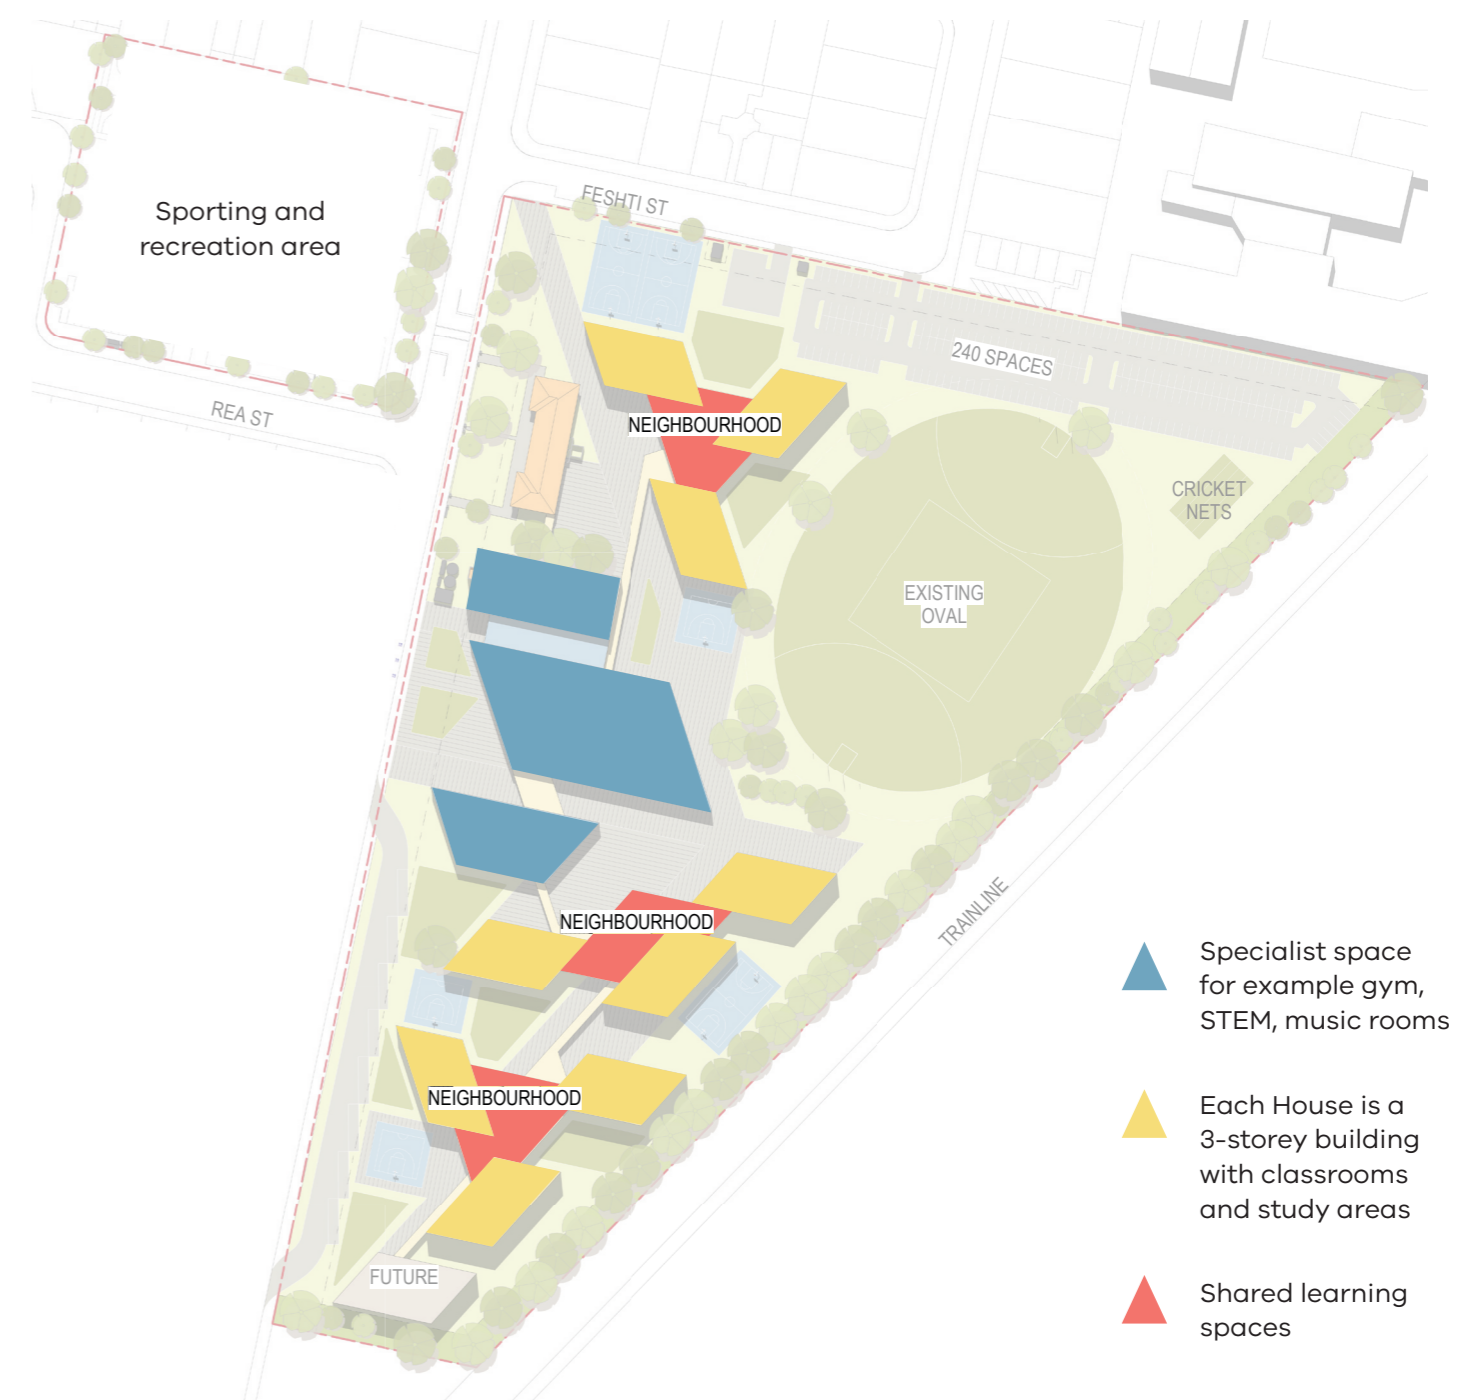 FESHTI ST
Sporting and
recreation area
240 SPACES
REA ST
NEIGHBOURHOOD
CRICKET
NETS
EXISTING
OVAL
TRAINLINE
NEIGHBOURHOOD
NEIGHBOURHOOD
FUTURE
Specialist space
for example gym,
STEM, music rooms
Each House is a
3-storey building
with classrooms
and study areas
Shared learning
spaces